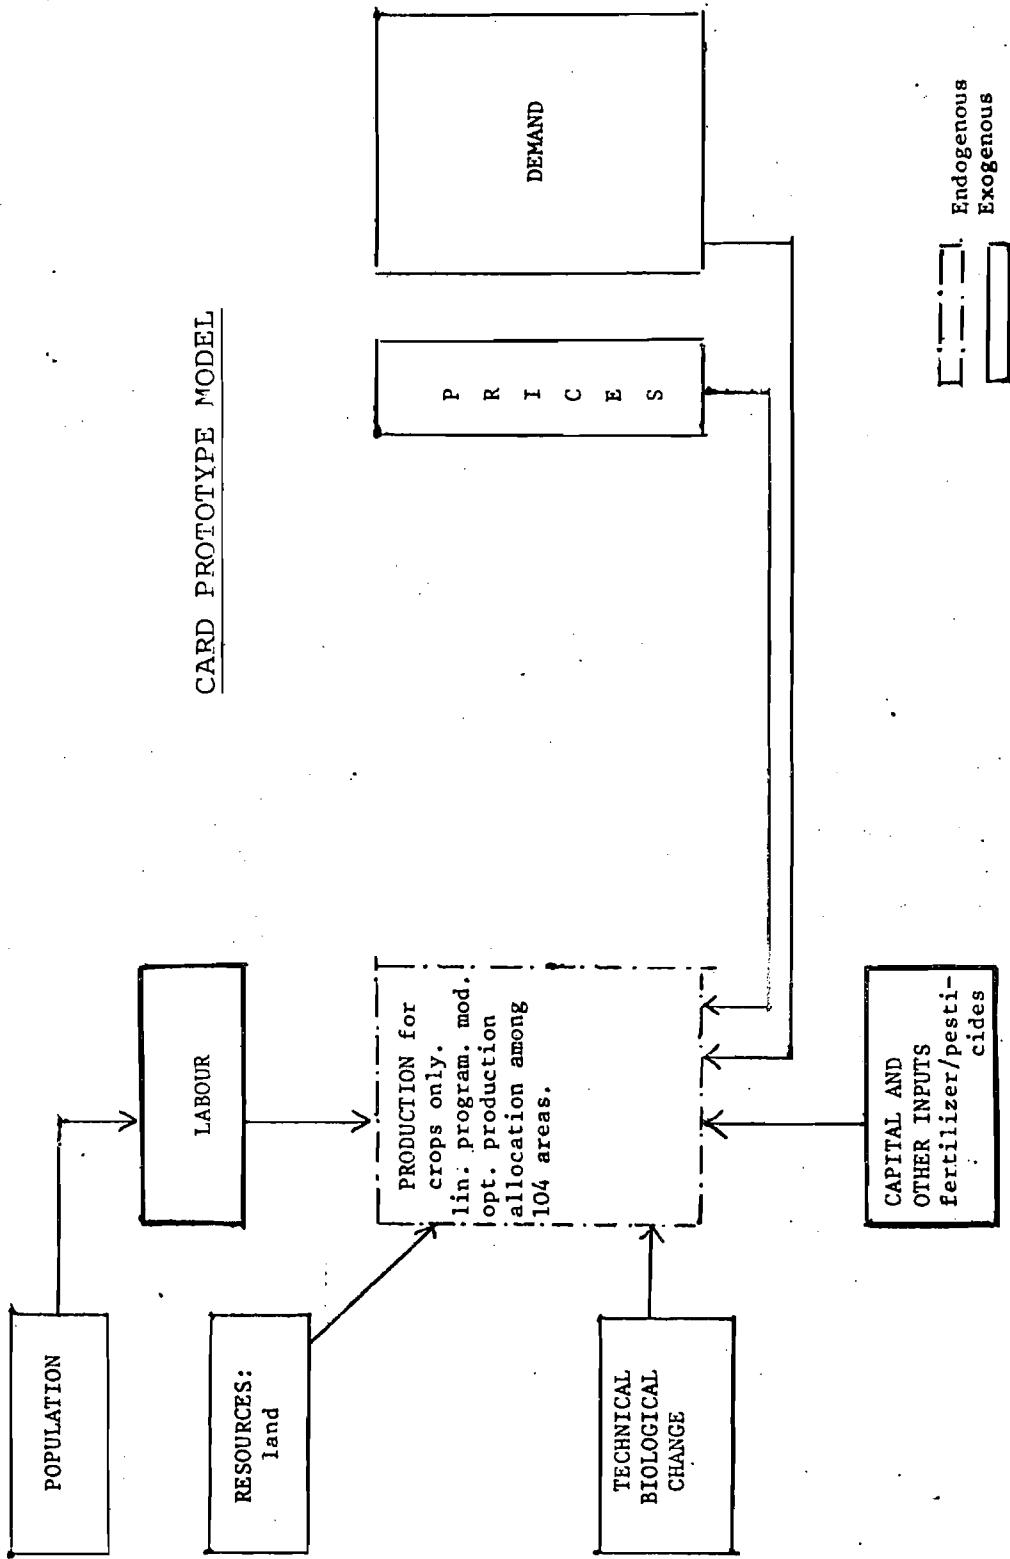 CARD PROTOTYPE MODEL
POPULATION
LABOUR
RESOURCES:
land
PRODUCTION for
crops only.
lin. program. mod.
opt. production
allocation among
104 areas.
PRICES
DEMAND
TECHNICAL
BIOLOGICAL
CHANGE
CAPITAL AND
OTHER INPUTS
fertilizer/pesti-
cides
Endogenous
Exogenous